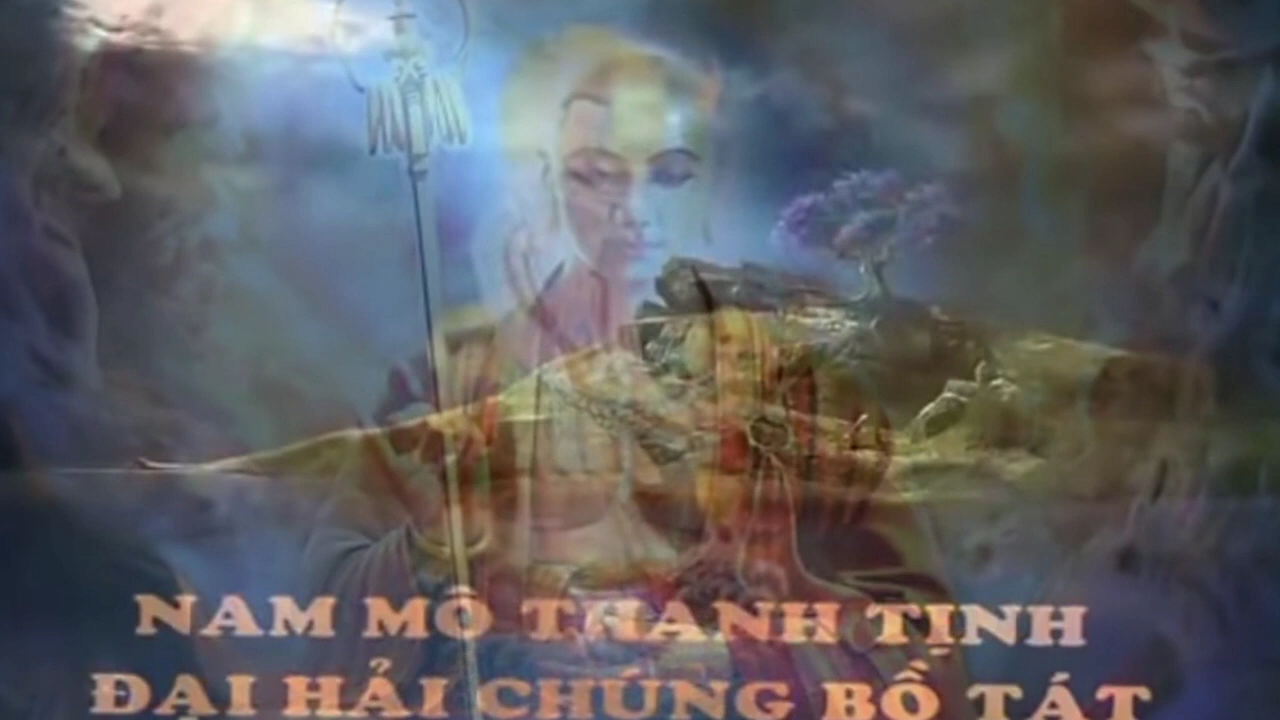 NAM MÔ THANH TỊNH
ĐẠI HẢI CHÚNG BỒ TÁT